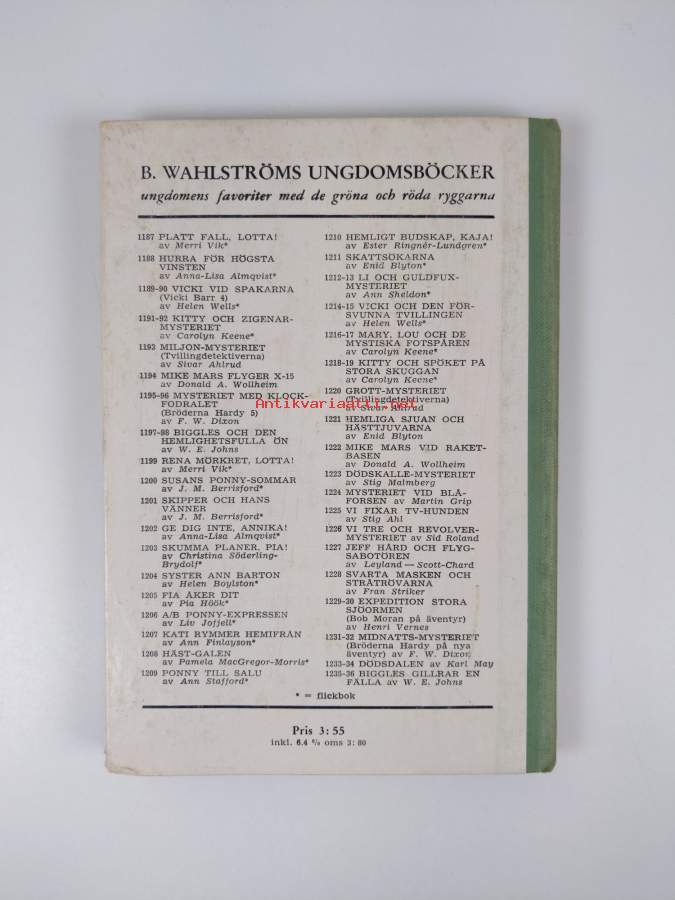 B. WAHLSTRÖMS UNGDOMSBÖCKER
ungdomens favoriter med de gröna och röda ryggarna
1187 PLATT FALL, LOTTA!
av Merri Vik*
1188 HURRA FÖR HÖGSTA
VINSTEN
av Anna-Lisa Almqvist*
1189-90 VICKI VID SPAKARNA
(Vicki Barr 4)
av Helen Wells*
1191-92 KITTY OCH ZIGENAR-
MYSTERIET
av Carolyn Keene*
1193 MILJON-MYSTERIET
(Tvillingdetektiverna)
av Sivar Ahlrud
1194 MIKE MARS FLYGER X-15
av Donald A. Wollheim
1195-96 MYSTERIET MED KLOCK-
FODRALET
(Bröderna Hardy 5)
av F. W. Dixon
1197-98 BIGGLES OCH DEN
HEMLIGHETSFULLA ÖN
av W. E. Johns
1199 RENA MÖRKRET, LOTTA!
av Merri Vik*
1200 SUSANS PONNY-SOMMAR
av J. M. Berrisford*
1201 SKIPPER OCH HANS
VÄNNER
av J. M. Berrisford*
1202 GE DIG INTE, ANNIKA!
av Anna-Lisa Almqvist*
1203 SKUMMA PLANER, PIA!
av Christina Söderling-
Brydolf*
1204 SYSTER ANN BARTON
av Helen Boylston*
1205 FIA ÅKER DIT
av Pia Höök*
1206 A/B PONNY-EXPRESSEN
av Liv Jofjell*
1207 KATI RYMMER HEMIFRÅN
av Ann Finlayson*
1208 HÄST-GALEN
av Pamela MacGregor-Morris*
1209 PONNY TILL SALU
av Ann Stafford*
1210 HEMLIGT BUDSKAP, KAJA!
av Ester Ringnér-Lundgren*
1211 SKATTSÖKARNA
av Enid Blyton*
1212-13 LI OCH GULDFUX-
MYSTERIET
av Ann Sheldon*
1214-15 VICKI OCH DEN FÖR-
SVUNNA TVILLINGEN
av Helen Wells*
1216-17 MARY, LOU OCH DE
MYSTISKA FOTSPÅREN
av Carolyn Keene*
1218-19 KITTY OCH SPÖKET PÅ
STORA SKUGGAN
av Carolyn Keene*
1220 GROTT-MYSTERIET
(Tvillingdetektiverna)
av Sivar Ahlrud
1221 HEMLIGA SJUAN OCH
HÄSTTJUVARNA
av Enid Blyton
1222 MIKE MARS VID RAKET-
BASEN
av Donald A. Wollheim
1223 DÖDSKALLE-MYSTERIET
av Stig Malmberg
1224 MYSTERIET VID BLÅ-
FORSEN av Martin Grip
1225 VI FIXAR TV-HUNDEN
av Stig Ahl
1226 VI TRE OCH REVOLVER-
MYSTERIET av Sid Roland
1227 JEFF HÅRD OCH FLYG-
SABOTÖREN
av Leyland — Scott-Chard
1228 SVARTA MASKEN OCH
STRÅTRÖVARNA
av Fran Striker
1229-30 EXPEDITION STORA
SJÖORMEN
(Bob Moran på äventyr)
av Henri Vernes
1231-32 MIDNATTS-MYSTERIET
(Bröderna Hardy på nya
äventyr) av F. W. Dixon
1233-34 DÖDSDALEN av Karl May
1235-36 BIGGLES GILLRAR EN
FÄLLA av W. E. Johns
* = flickbok
Pris 3: 55
inkl. 6.4 % oms 3: 80
Antikvariaatti.net